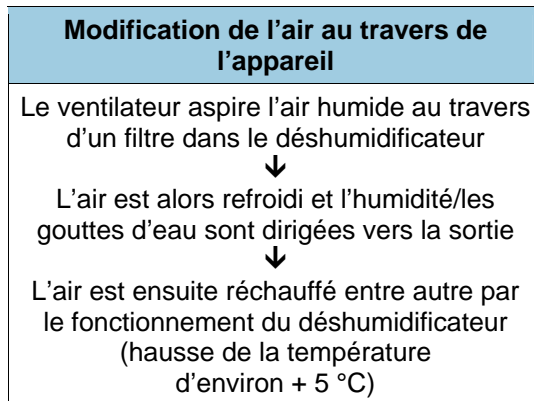 Modification de l'air au travers de
l'appareil
Le ventilateur aspire l'air humide au travers
d'un filtre dans le déshumidificateur
↓
L'air est alors refroidi et l'humidité/les
gouttes d'eau sont dirigées vers la sortie
↓
L'air est ensuite réchauffé entre autre par
le fonctionnement du déshumidificateur
(hausse de la température
d'environ + 5 °C)